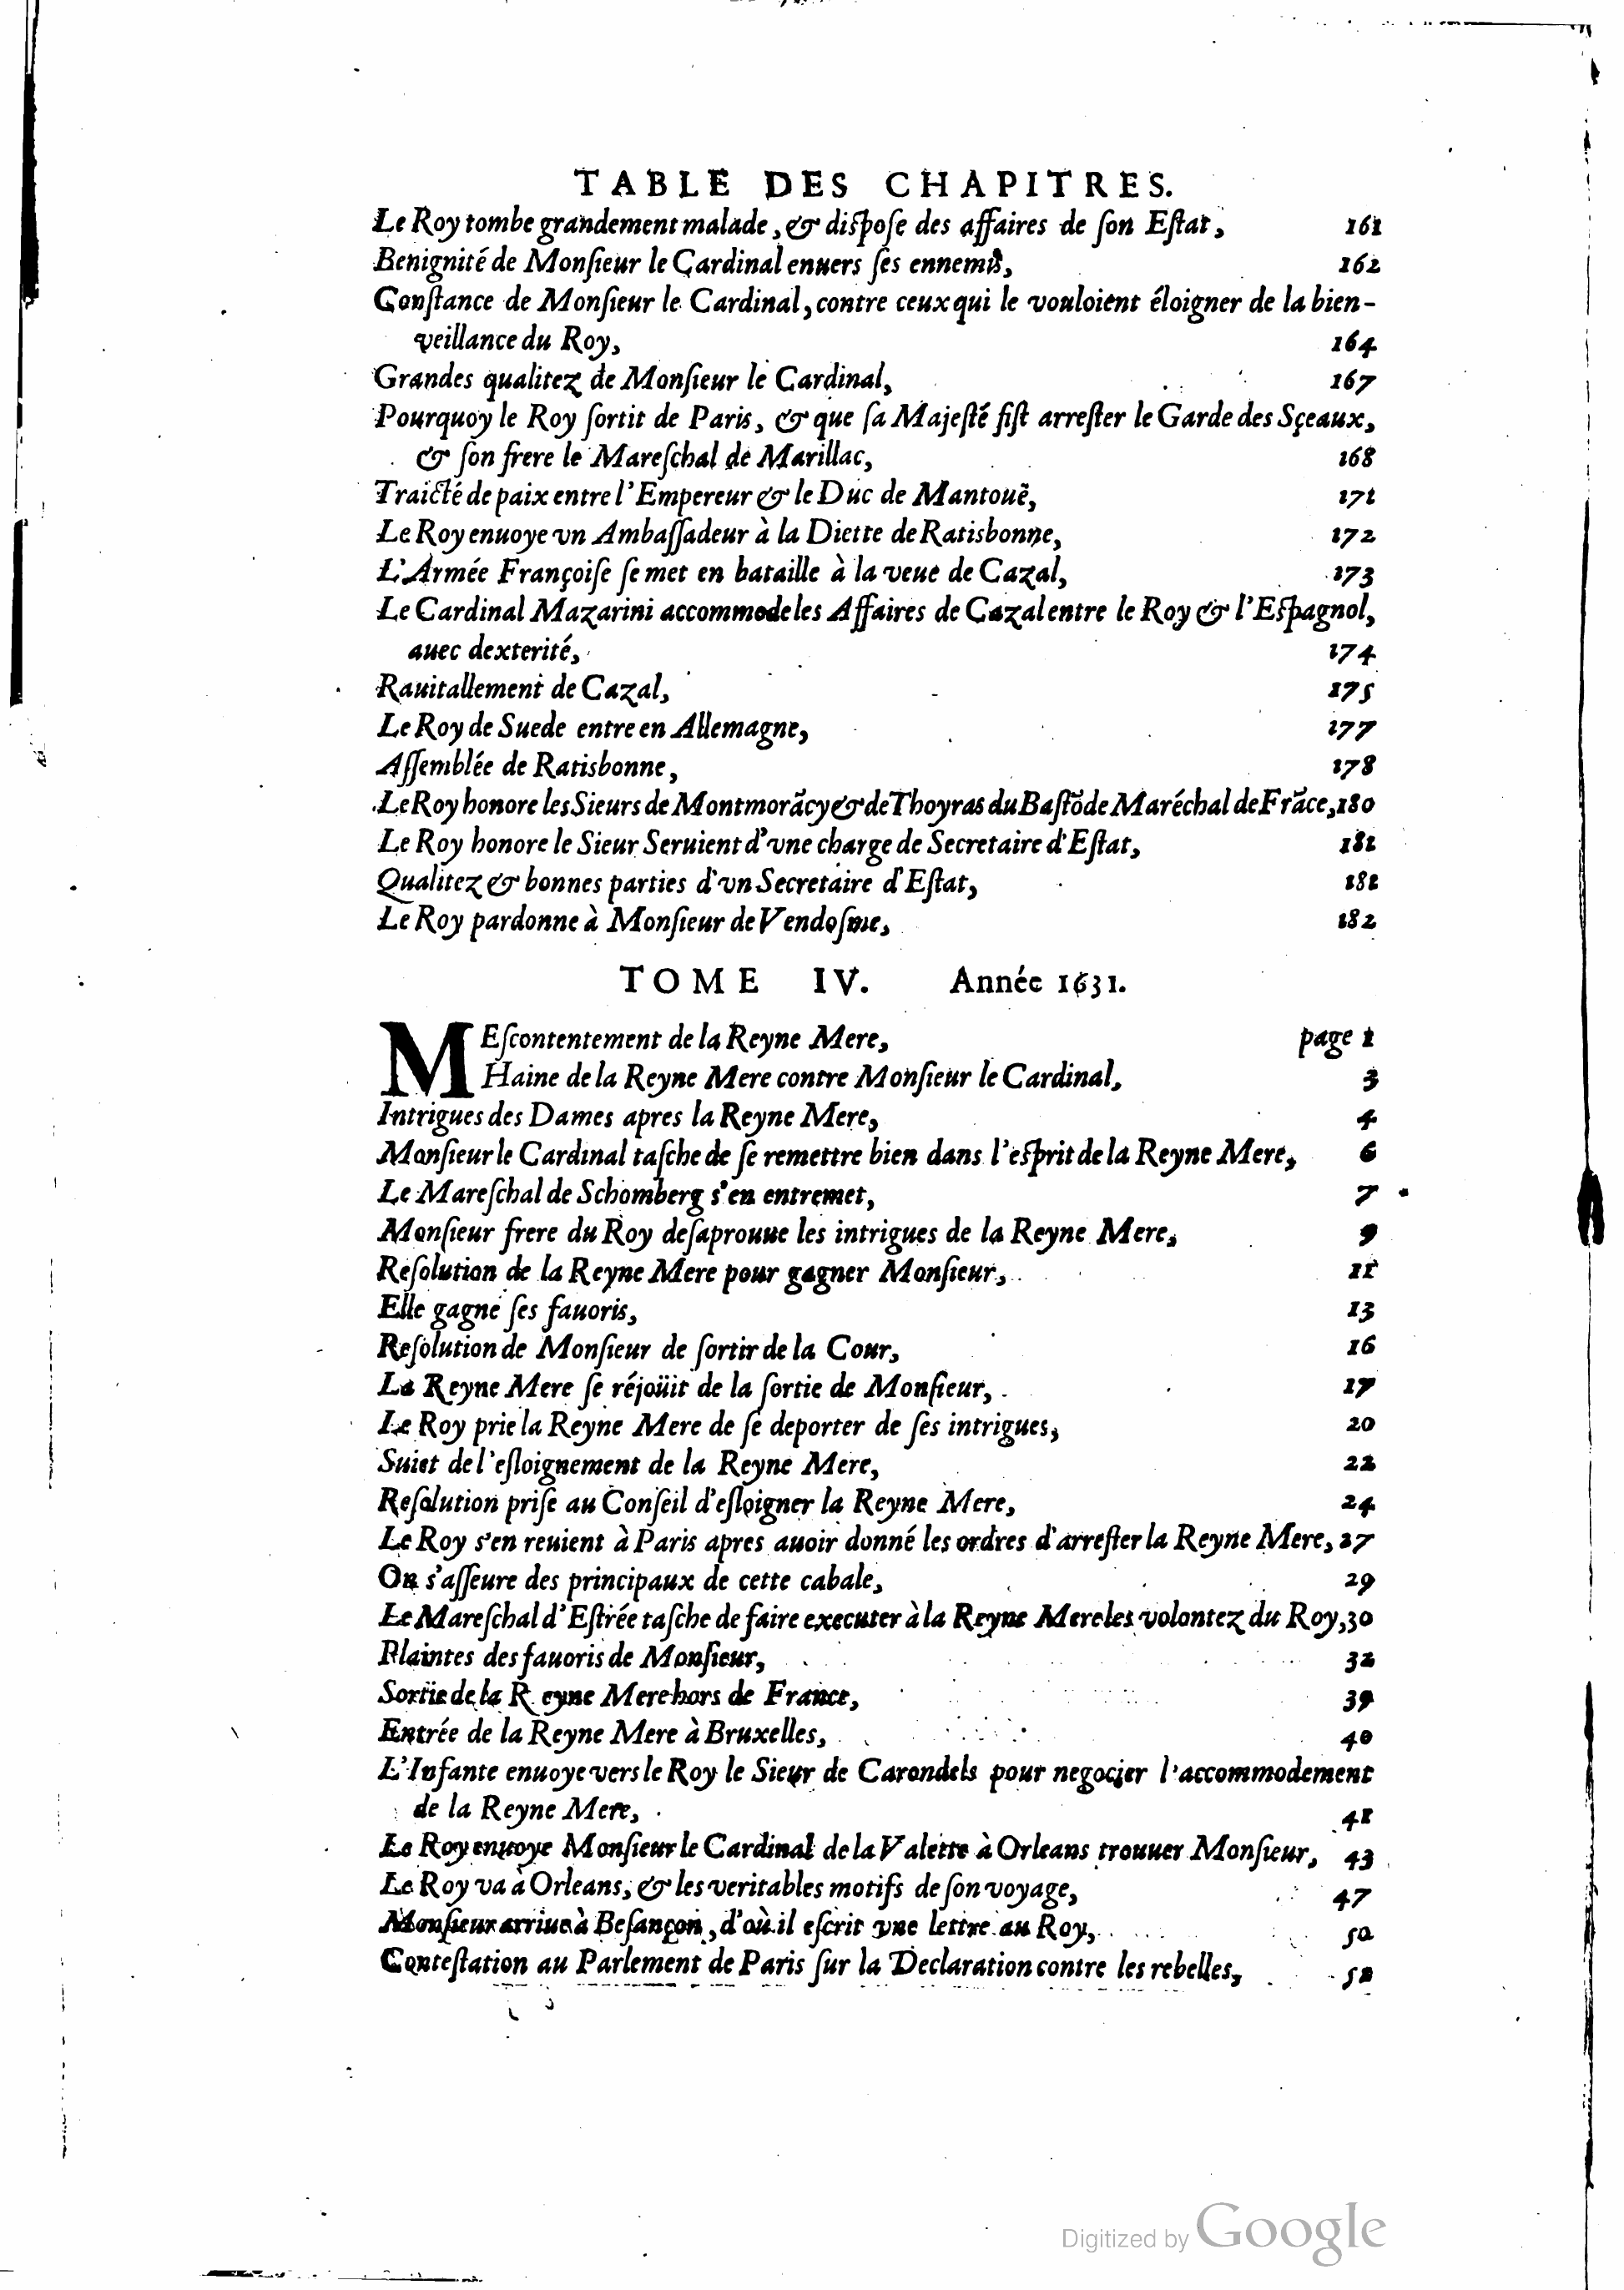 TABLE DES CHAPITRES.
Le Roy tombe grandement malade, & dispoſe des affaires de ſon Eſtat, 161
Benignité de Monſieur le Cardinal enuers ſes ennemis, 162
Conſtance de Monſieur le Cardinal, contre ceux qui le vouloient éloigner de la bien-
veillance du Roy, 164
Grandes qualitez de Monſieur le Cardinal, 167
Pourquoy le Roy ſortit de Paris, & que ſa Majeſté fiſt arreſter le Garde des Sçeaux,
& ſon frere le Mareſchal de Marillac, 168
Traicté de paix entre l'Empereur & le Duc de Mantouë, 171
Le Roy enuoye vn Ambaſſadeur à la Diette de Ratisbonne, 172
L'Armée Françoiſe ſe met en bataille à la veuë de Cazal, 173
Le Cardinal Mazarini accommode les Affaires de Cazal entre le Roy & l'Eſpagnol,
auec dexterité, 174
Rauitallement de Cazal, 175
Le Roy de Suede entre en Allemagne, 177
Aſſemblée de Ratisbonne, 178
Le Roy honore les Sieurs de Montmorãcy & de Thoyras du Baſtõ de Maréchal de Frãce, 180
Le Roy honore le Sieur Seruient d'vne charge de Secretaire d'Eſtat, 181
Qualitez & bonnes parties d'vn Secretaire d'Eſtat, 181
Le Roy pardonne à Monſieur de Vendoſme, 182
TOME IV. Année 1631.
MEſcontentement de la Reyne Mere, page 1
Haine de la Reyne Mere contre Monſieur le Cardinal, 3
Intrigues des Dames apres la Reyne Mere, 4
Monſieur le Cardinal taſche de ſe remettre bien dans l'eſprit de la Reyne Mere, 6
Le Mareſchal de Schomberg s'en entremet, 7
Monſieur frere du Roy deſaprouue les intrigues de la Reyne Mere, 9
Reſolution de la Reyne Mere pour gagner Monſieur, 11
Elle gagne ſes fauoris, 13
Reſolution de Monſieur de ſortir de la Cour, 16
La Reyne Mere ſe réjoüit de la ſortie de Monſieur, 17
Le Roy prie la Reyne Mere de ſe deporter de ſes intrigues, 20
Suiet de l'eſloignement de la Reyne Mere, 22
Reſolution priſe au Conſeil d'eſloigner la Reyne Mere, 24
Le Roy s'en reuient à Paris apres auoir donné les ordres d'arreſter la Reyne Mere, 27
On s'aſſeure des principaux de cette cabale, 29
Le Mareſchal d'Eſtrée taſche de faire executer à la Reyne Mere les volontez du Roy, 30
Plaintes des fauoris de Monſieur, 32
Sortie de la Reyne Mere hors de France, 39
Entrée de la Reyne Mere à Bruxelles, 40
L'Infante enuoye vers le Roy le Sieur de Carondels pour negocier l'accommodement
de la Reyne Mere, 41
Le Roy enuoye Monſieur le Cardinal de la Valette à Orleans trouuer Monſieur, 43
Le Roy va à Orleans, & les veritables motifs de ſon voyage, 47
Monſieur arriue à Beſançon, d'où il eſcrit vne lettre au Roy, 50
Conteſtation au Parlement de Paris ſur la Declaration contre les rebelles, 52
Digitized by Google